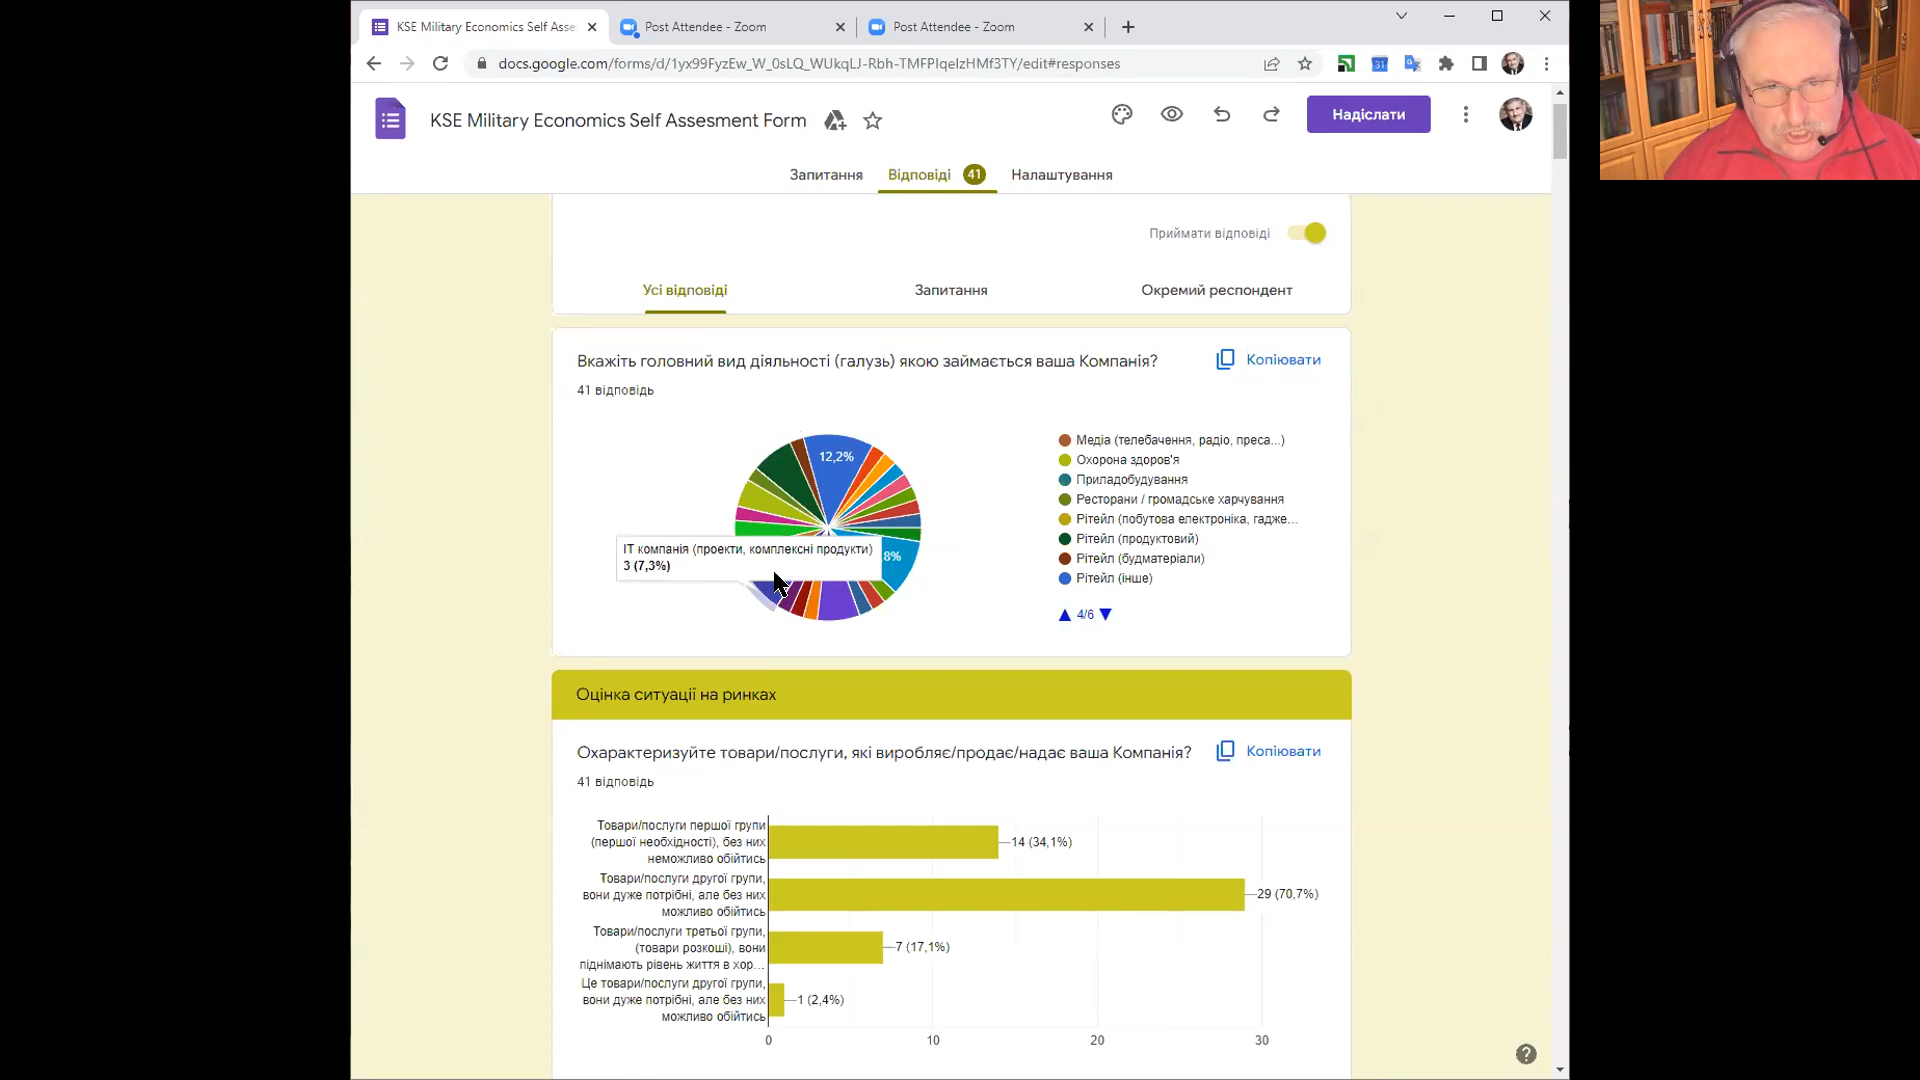 KSE Military Economics Self Asse
Post Attendee - Zoom
Post Attendee - Zoom
docs.google.com/forms/d/1yx99FyzEw_W_0sLQ_WUkqLJ-Rbh-TMFPIqelzHMf3TY/edit#responses
KSE Military Economics Self Assesment Form
Надіслати
Запитання
Відповіді 41
Налаштування
Приймати відповіді
Усі відповіді
Запитання
Окремий респондент
Вкажіть головний вид діяльності (галузь) якою займається ваша Компанія?
Копіювати
41 відповідь
12,2%
8%
ІТ компанія (проекти, комплексні продукти)
3 (7,3%)
Медіа (телебачення, радіо, преса...)
Охорона здоров'я
Приладобудування
Ресторани / громадське харчування
Рітейл (побутова електроніка, гадже...
Рітейл (продуктовий)
Рітейл (будматеріали)
Рітейл (інше)
4/6
Оцінка ситуації на ринках
Охарактеризуйте товари/послуги, які виробляє/продає/надає ваша Компанія?
Копіювати
41 відповідь
Товари/послуги першої групи
(першої необхідності), без них
неможливо обійтись
14 (34,1%)
Товари/послуги другої групи,
вони дуже потрібні, але без них
можливо обійтись
29 (70,7%)
Товари/послуги третьої групи,
(товари розкоші), вони
піднімають рівень життя в хор...
7 (17,1%)
Це товари/послуги другої групи,
вони дуже потрібні, але без них
можливо обійтись
1 (2,4%)
0
10
20
30